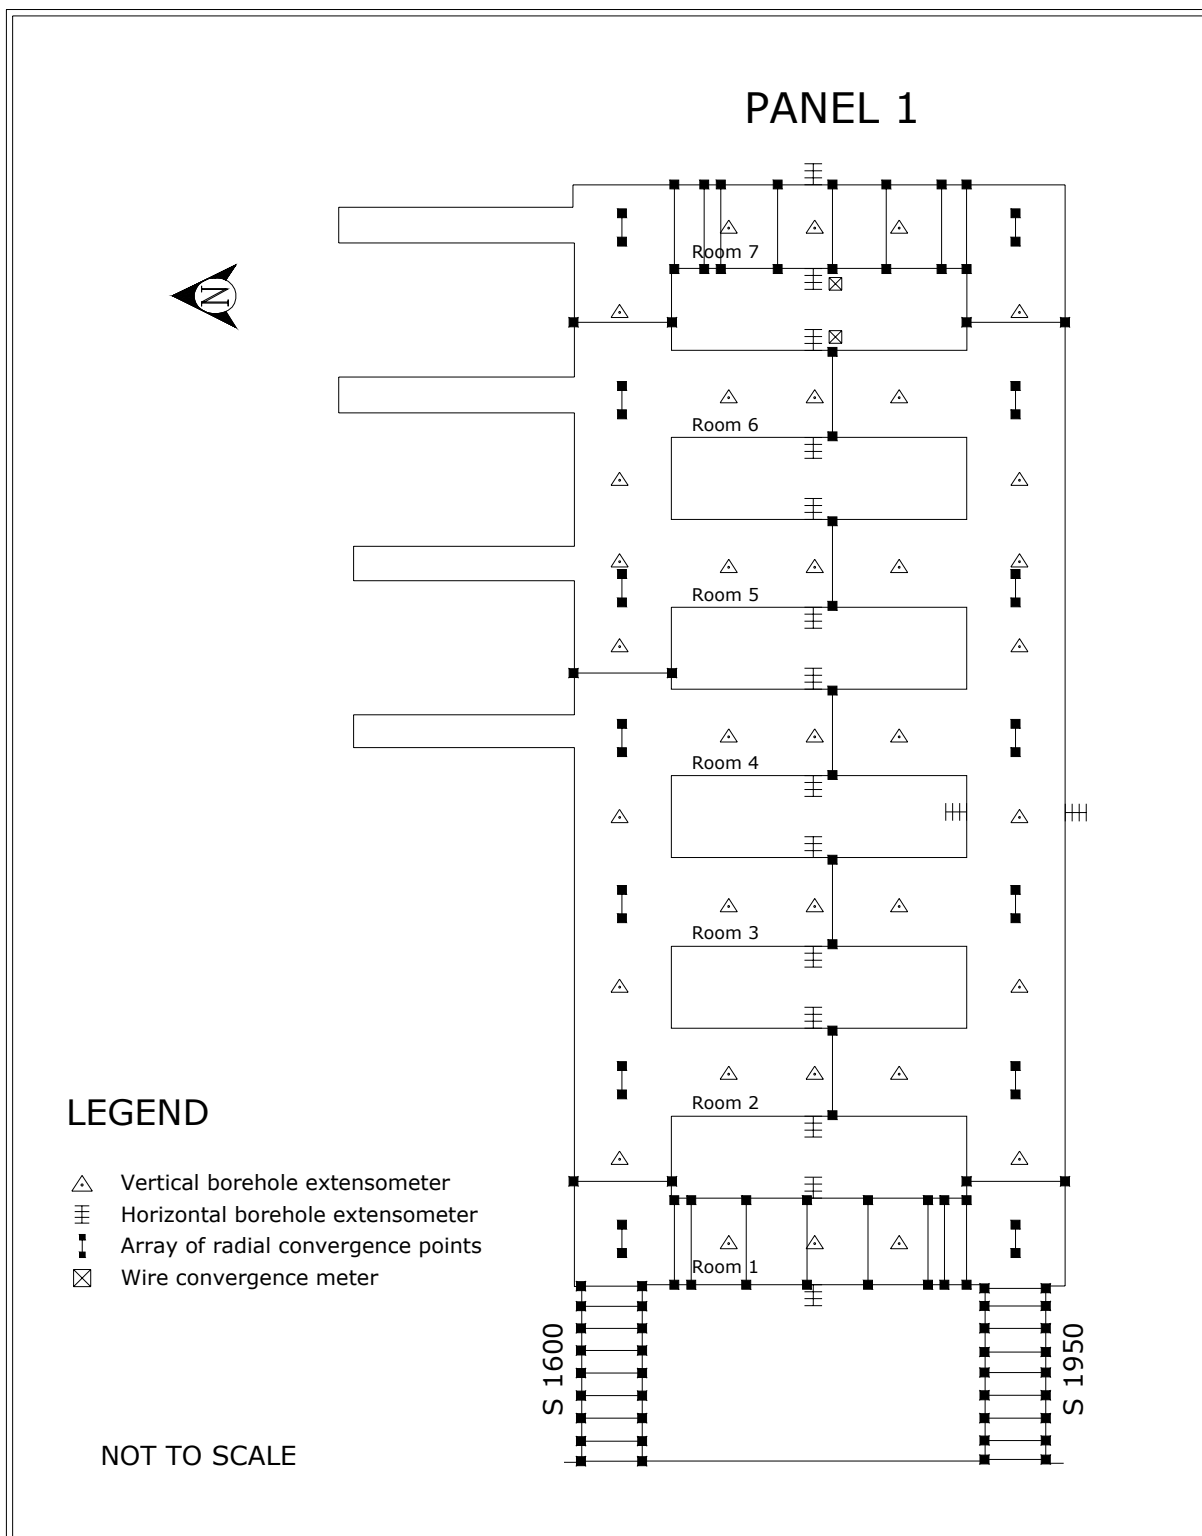 PANEL 1
Room 7
N
Room 6
Room 5
Room 4
Room 3
Room 2
LEGEND
Vertical borehole extensometer
Horizontal borehole extensometer
Array of radial convergence points
Wire convergence meter
Room 1
S 1600
S 1950
NOT TO SCALE